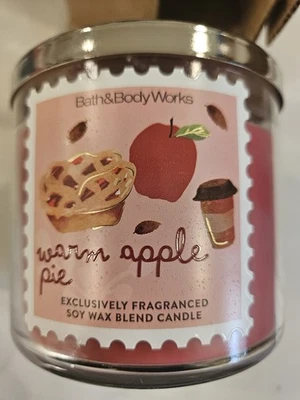 Bath&BodyWorks
warm apple
pie
EXCLUSIVELY FRAGRANCED
SOY WAX BLEND CANDLE